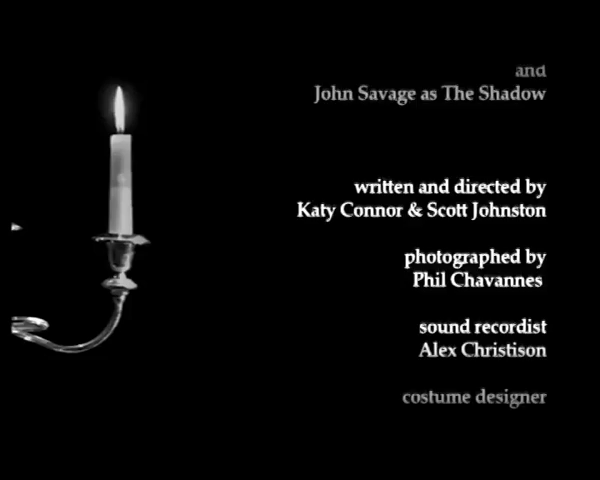 and
John Savage as The Shadow
written and directed by
Katy Connor & Scott Johnston
photographed by
Phil Chavannes
sound recordist
Alex Christison
costume designer